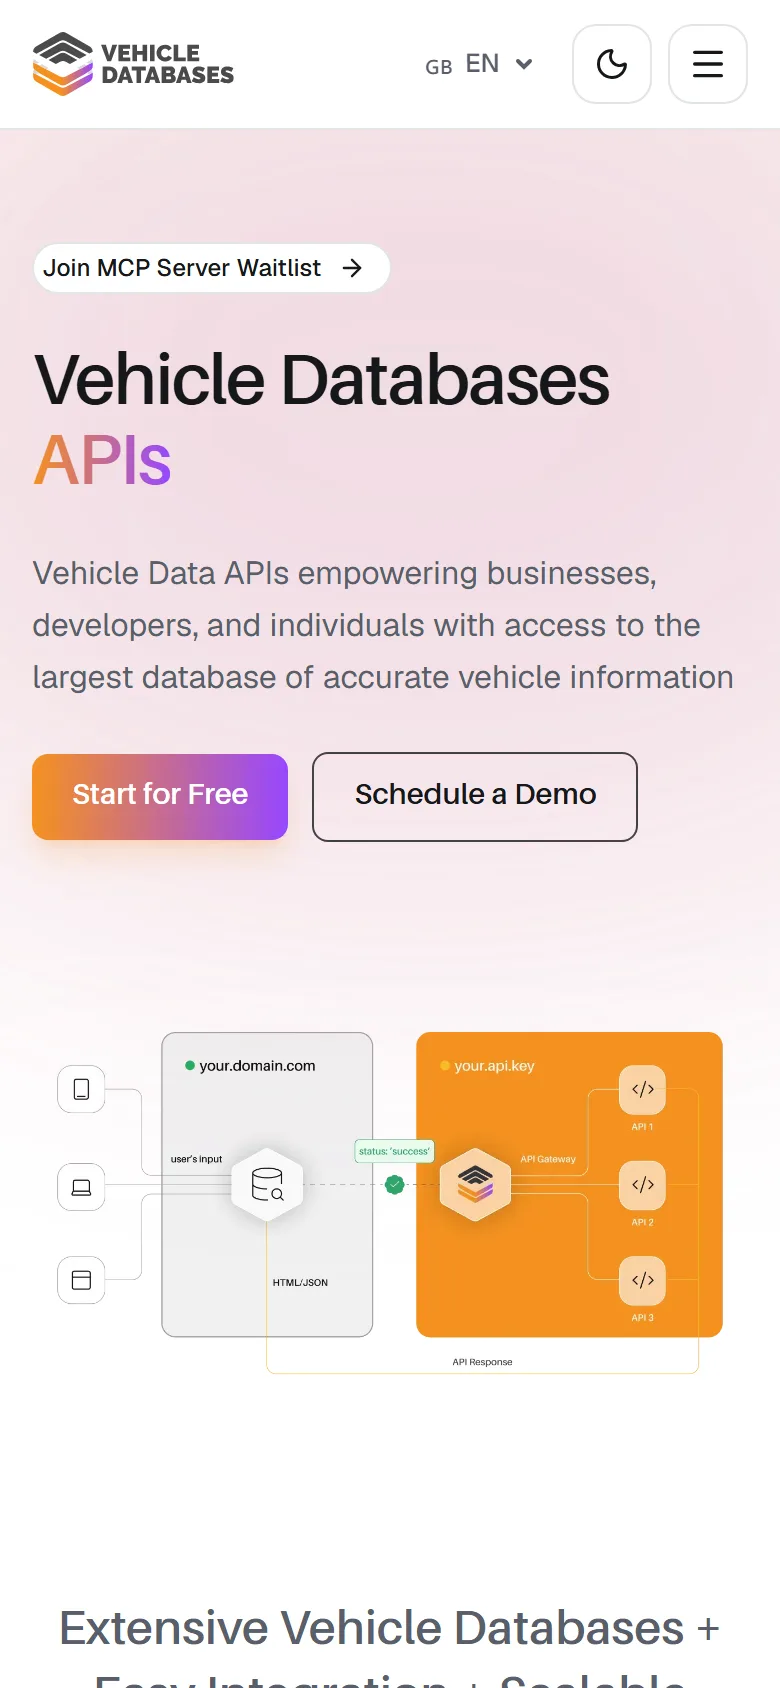 VEHICLE
DATABASES
GB EN
Join MCP Server Waitlist
Vehicle Databases
APIs
Vehicle Data APIs empowering businesses,
developers, and individuals with access to the
largest database of accurate vehicle information
Start for Free
Schedule a Demo
your.domain.com
your.api.key
user's input
status: 'success'
API Gateway
API 1
API 2
HTML/JSON
API 3
API Response
Extensive Vehicle Databases +
Easy Integration + Scalable